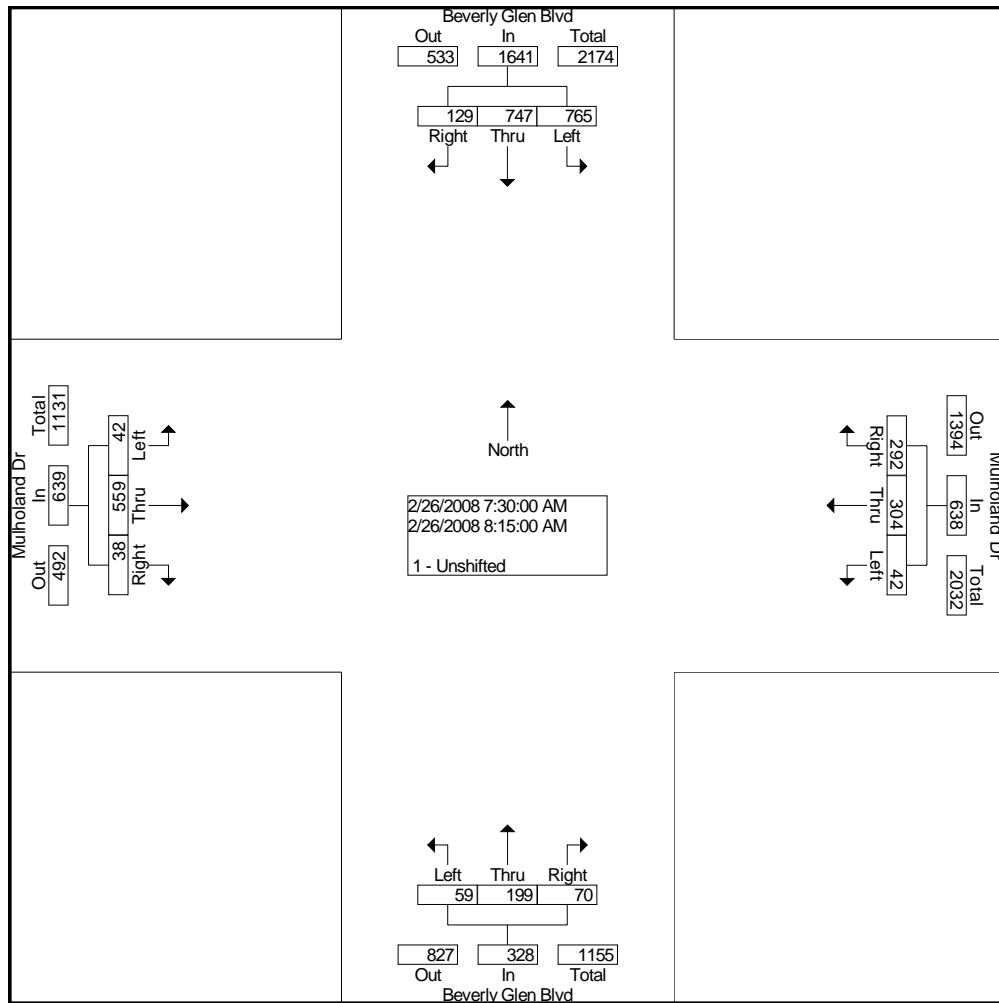 Beverly Glen Blvd
Out In Total
533 1641 2174
129 747 765
Right Thru Left
Mulholand Dr
Total In Out
1131 639 492
42 559 38
Left Thru Right
North
2/26/2008 7:30:00 AM
2/26/2008 8:15:00 AM
1 - Unshifted
Right Thru Left
292 304 42
Out In Total
1394 638 2032
Mulholand Dr
Left Thru Right
59 199 70
827 328 1155
Out In Total
Beverly Glen Blvd